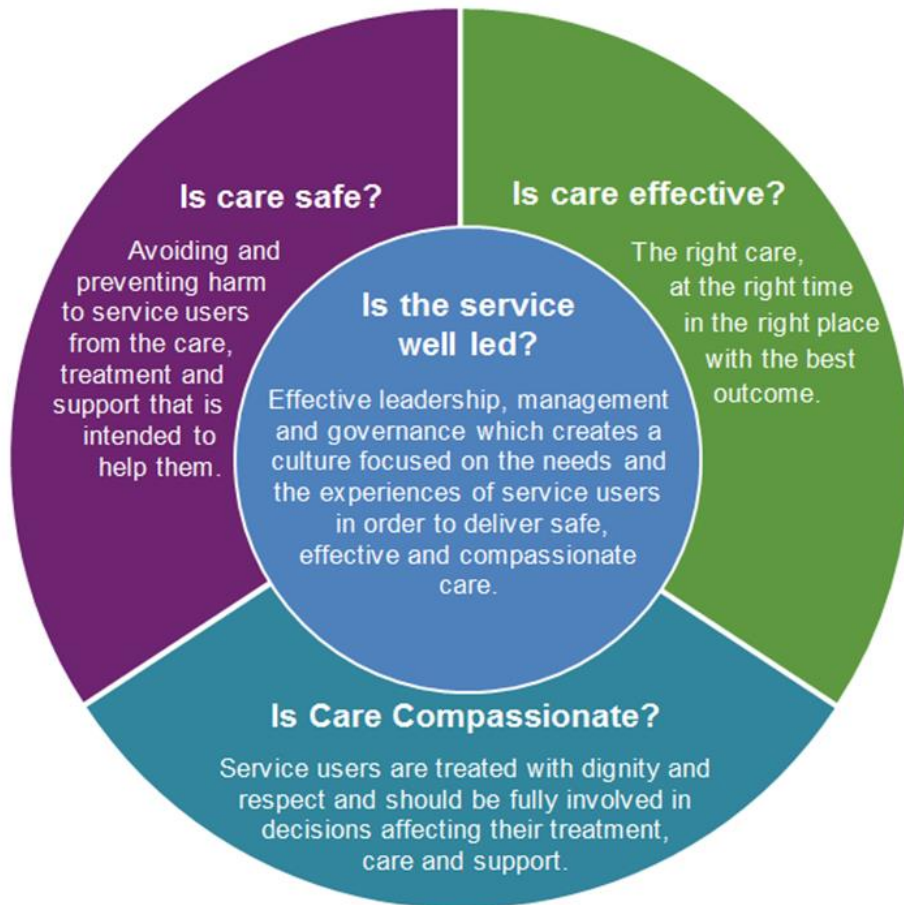 Is care safe?
Avoiding and
preventing harm
to service users
from the care,
treatment and
support that is
intended to
help them.
Is care effective?
The right care,
at the right time
in the right place
with the best
outcome.
Is the service
well led?
Effective leadership, management
and governance which creates a
culture focused on the needs and
the experiences of service users
in order to deliver safe,
effective and compassionate
care.
Is Care Compassionate?
Service users are treated with dignity and
respect and should be fully involved in
decisions affecting their treatment,
care and support.